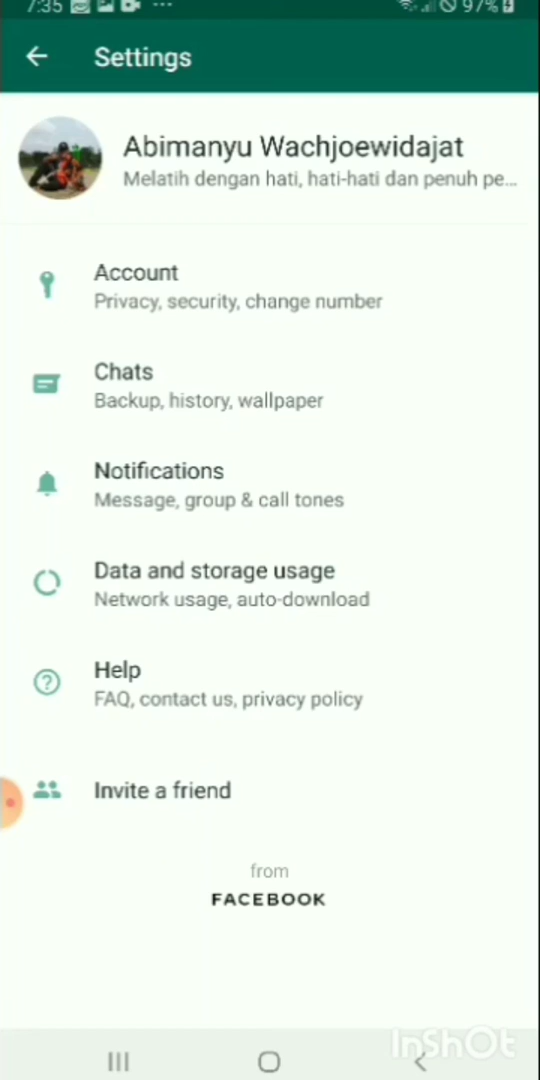 7:35 97%
Settings
Abimanyu Wachjoewidajat
Melatih dengan hati, hati-hati dan penuh pe...
Account
Privacy, security, change number
Chats
Backup, history, wallpaper
Notifications
Message, group & call tones
Data and storage usage
Network usage, auto-download
Help
FAQ, contact us, privacy policy
Invite a friend
from
FACEBOOK
InShOt